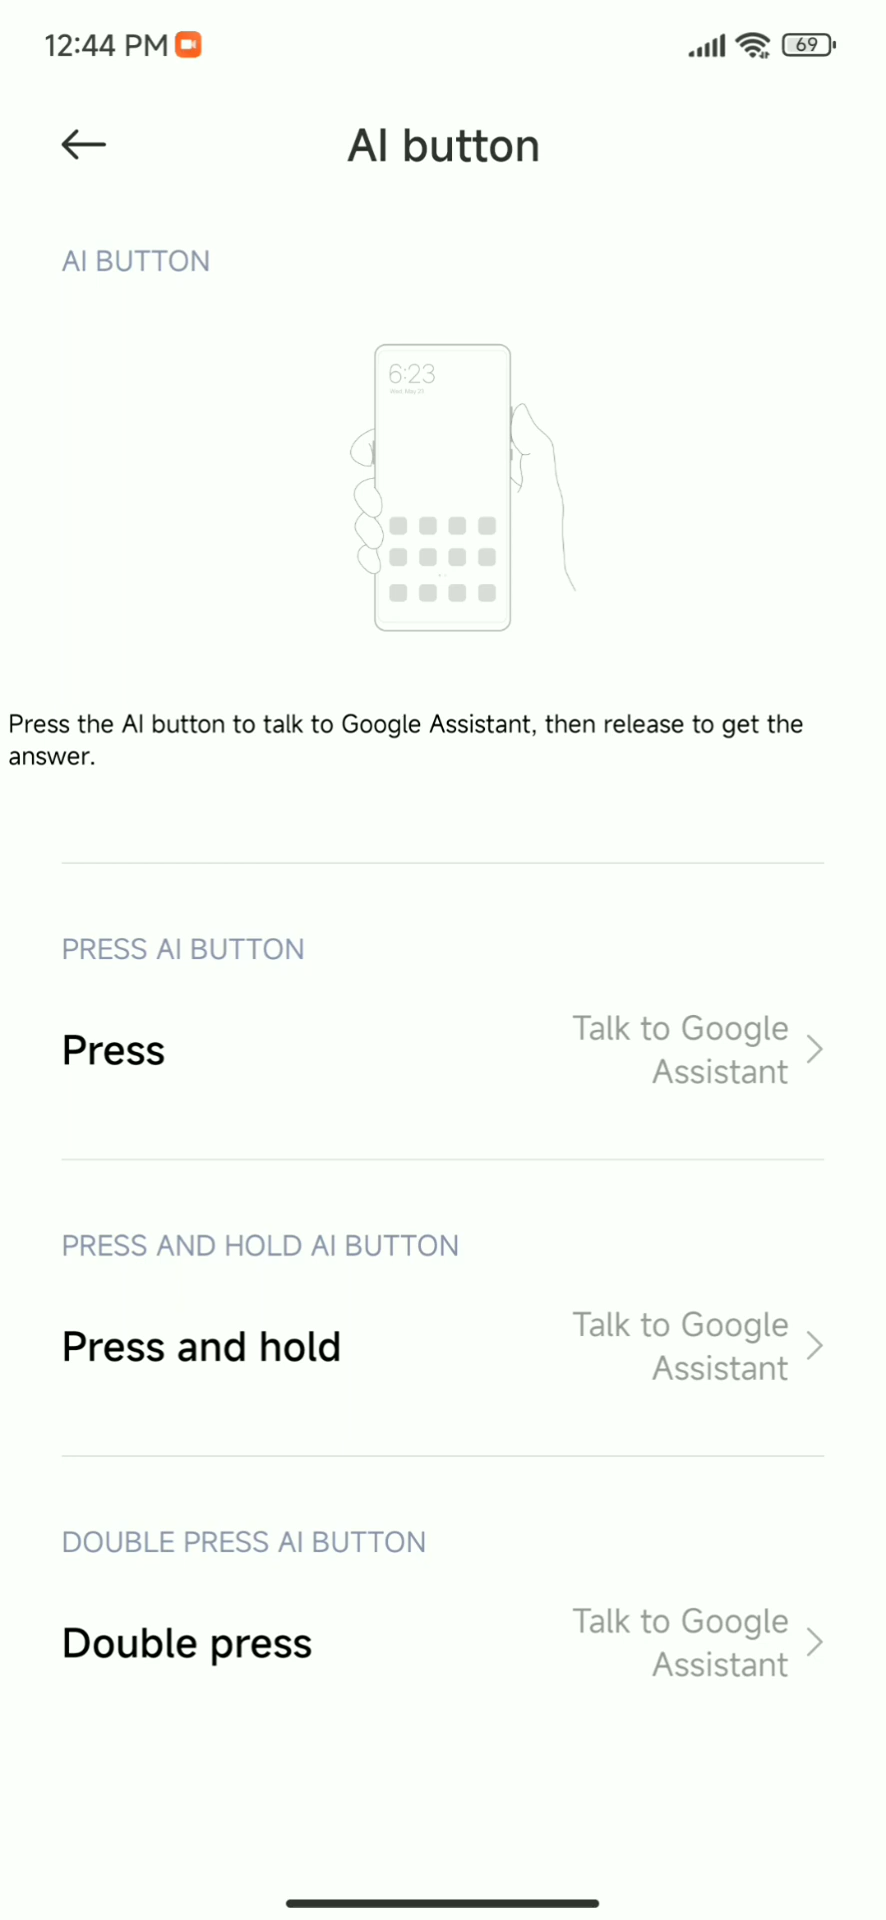 12:44 PM
69
AI button
AI BUTTON
6:23
Press the AI button to talk to Google Assistant, then release to get the
answer.
PRESS AI BUTTON
Press
Talk to Google
Assistant
PRESS AND HOLD AI BUTTON
Press and hold
Talk to Google
Assistant
DOUBLE PRESS AI BUTTON
Double press
Talk to Google
Assistant